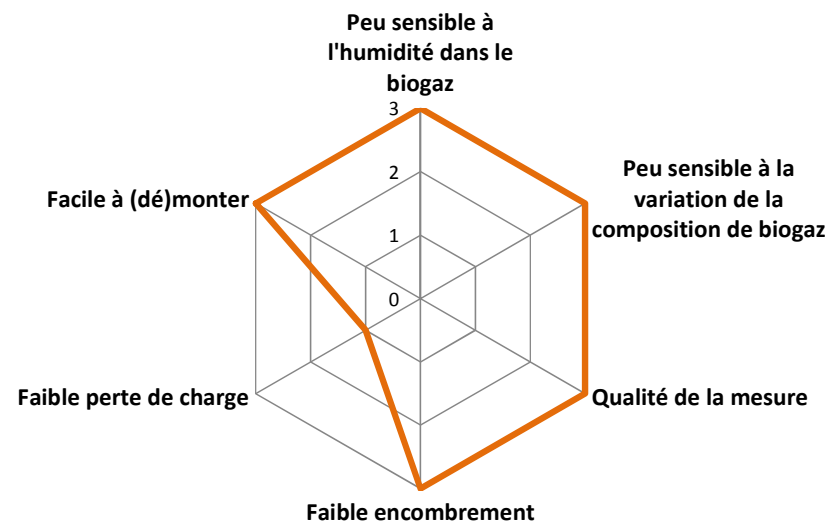 Peu sensible à
l'humidité dans le
biogaz
3
Peu sensible à la
variation de la
composition de biogaz
Facile à (dé)monter
2
1
0
Faible perte de charge
Qualité de la mesure
Faible encombrement